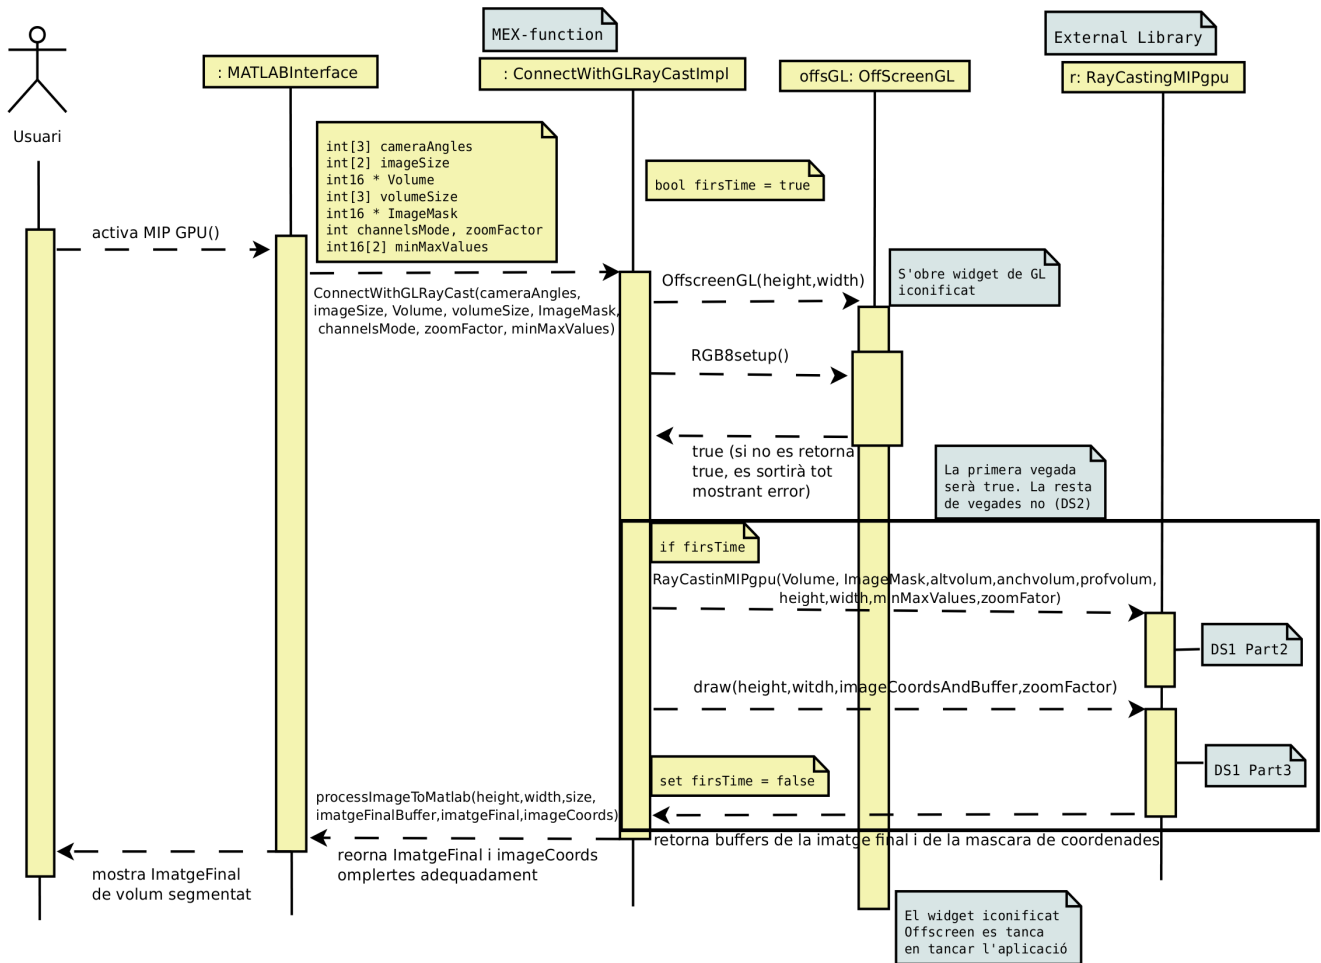 MEX-function
External Library
: MATLABInterface
: ConnectWithGLRayCastImpl
offsGL: OffScreenGL
r: RayCastingMIPgpu
Usuari
int[3] cameraAngles
int[2] imageSize
int16 * Volume
int[3] volumeSize
int16 * ImageMask
int channelsMode, zoomFactor
int16[2] minMaxValues
bool firsTime = true
activa MIP GPU()
ConnectWithGLRayCast(cameraAngles,
imageSize, Volume, volumeSize, ImageMask,
channelsMode, zoomFactor, minMaxValues)
OffscreenGL(height,width)
S'obre widget de GL
iconificat
RGB8setup()
true (si no es retorna
true, es sortirà tot
mostrant error)
La primera vegada
serà true. La resta
de vegades no (DS2)
if firsTime
RayCastinMIPgpu(Volume, ImageMask,altvolum,anchvolum,profvolum,
height,width,minMaxValues,zoomFator)
DS1 Part2
draw(height,witdh,imageCoordsAndBuffer,zoomFactor)
DS1 Part3
set firsTime = false
processImageToMatlab(height,width,size,
imatgeFinalBuffer,imatgeFinal,imageCoords)
retorna buffers de la imatge final i de la mascara de coordenades
reorna ImatgeFinal i imageCoords
omplertes adequadament
mostra ImatgeFinal
de volum segmentat
El widget iconificat
Offscreen es tanca
en tancar l'aplicació